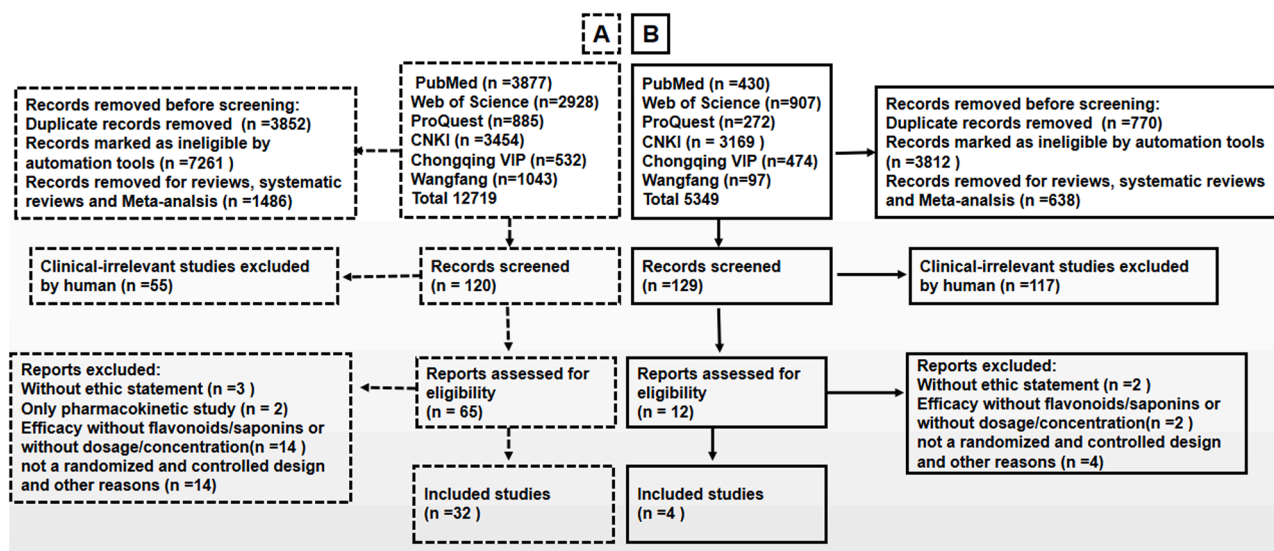 A
B
Records removed before screening:
Duplicate records removed (n =3852)
Records marked as ineligible by
automation tools (n =7261 )
Records removed for reviews, systematic
reviews and Meta-analsis (n =1486)
PubMed (n =3877)
Web of Science (n=2928)
ProQuest (n=885)
CNKI (n =3454)
Chongqing VIP (n=532)
Wangfang (n=1043)
Total 12719
PubMed (n =430)
Web of Science (n=907)
ProQuest (n=272)
CNKI (n = 3169 )
Chongqing VIP (n=474)
Wangfang (n=97)
Total 5349
Records removed before screening:
Duplicate records removed (n =770)
Records marked as ineligible by automation tools
(n =3812 )
Records removed for reviews, systematic reviews
and Meta-analsis (n =638)
Clinical-irrelevant studies excluded
by human (n =55)
Records screened
(n = 120)
Records screened
(n =129)
Clinical-irrelevant studies excluded
by human (n =117)
Reports excluded:
Without ethic statement (n =3 )
Only pharmacokinetic study (n = 2)
Efficacy without flavonoids/saponins or
without dosage/concentration(n =14 )
not a randomized and controlled design
and other reasons (n =14)
Reports assessed for
eligibility
(n = 65)
Reports assessed for
eligibility
(n = 12)
Reports excluded:
Without ethic statement (n =2 )
Efficacy without flavonoids/saponins or
without dosage/concentration(n =2 )
not a randomized and controlled design
and other reasons (n =4)
Included studies
(n =32 )
Included studies
(n =4 )